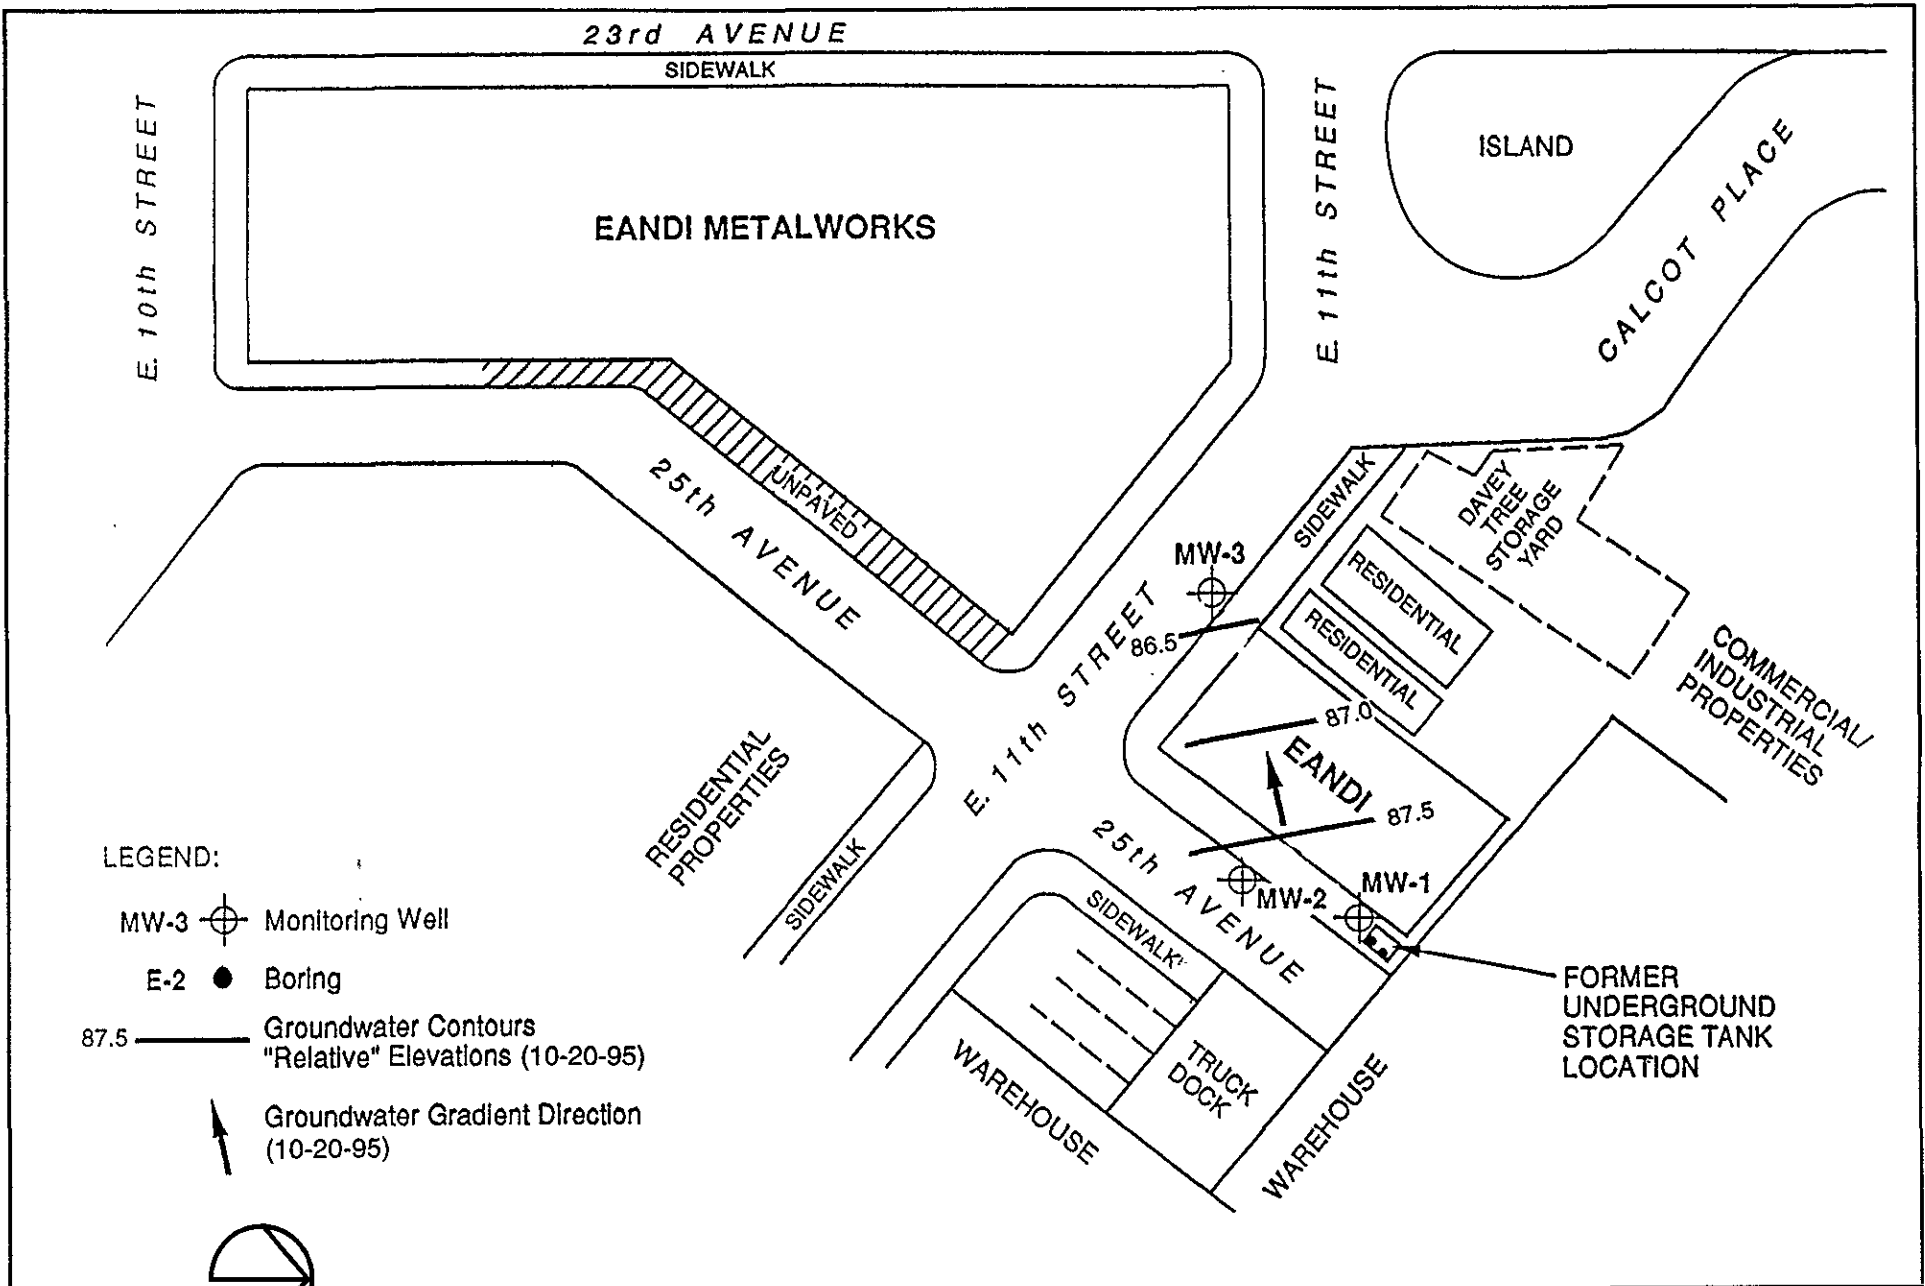 23rd AVENUE
SIDEWALK
E. 10th STREET
EANDI METALWORKS
E. 11th STREET
ISLAND
CALCOT PLACE
25th AVENUE
UNPAVED
SIDEWALK
DAVEY
TREE
STORAGE
YARD
MW-3
RESIDENTIAL
RESIDENTIAL
86.5
E. 11th STREET
COMMERCIAL/
INDUSTRIAL
PROPERTIES
87.0
EANDI
87.5
RESIDENTIAL
PROPERTIES
SIDEWALK
25th AVENUE
MW-2
MW-1
SIDEWALK
FORMER
UNDERGROUND
STORAGE TANK
LOCATION
TRUCK
DOCK
WAREHOUSE
WAREHOUSE
LEGEND:
MW-3 Monitoring Well
E-2 Boring
87.5 Groundwater Contours
"Relative" Elevations (10-20-95)
Groundwater Gradient Direction
(10-20-95)